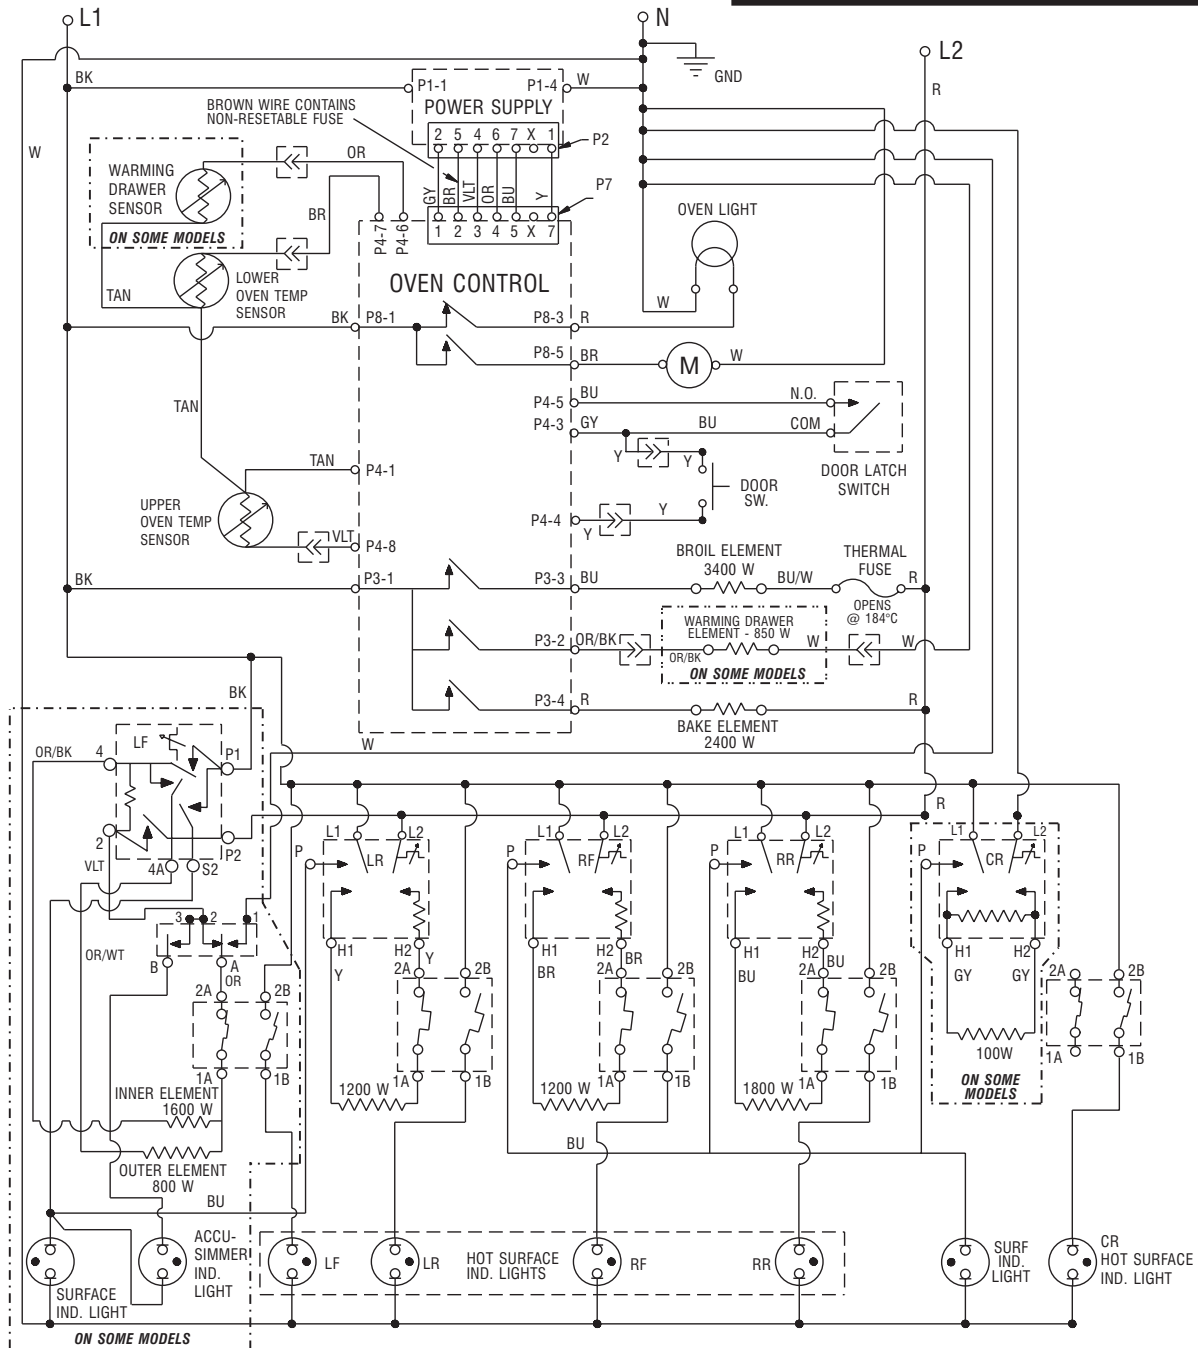 L1
N
L2
GND
BK
P1-1
P1-4
W
R
POWER SUPPLY
BROWN WIRE CONTAINS
NON-RESETABLE FUSE
2 5 4 6 7 X 1
P2
GY
BR
VLT
OR
BU
Y
P7
1 2 3 4 5 X 7
W
WARMING
DRAWER
SENSOR
ON SOME MODELS
OR
BR
P4-7
P4-6
OVEN LIGHT
LOWER
OVEN TEMP
SENSOR
TAN
OVEN CONTROL
W
BK
P8-1
P8-3
R
P8-5
BR
M
W
TAN
P4-5
BU
N.O.
P4-3
GY
BU
COM
DOOR LATCH
SWITCH
Y
Y
DOOR
SW.
TAN
P4-1
UPPER
OVEN TEMP
SENSOR
P4-4
Y
Y
VLT
P4-8
BROIL ELEMENT
3400 W
THERMAL
FUSE
BK
P3-1
P3-3
BU
BU/W
R
OPENS
@ 184°C
WARMING DRAWER
ELEMENT - 850 W
P3-2
OR/BK
OR/BK
W
W
ON SOME MODELS
BK
P3-4
R
R
BAKE ELEMENT
2400 W
W
OR/BK
4
LF
P1
R
2
P2
VLT
4A
S2
P
L1
L2
LR
P
L1
L2
RF
P
L1
L2
RR
P
L1
L2
CR
3
2
1
OR/WT
B
A
OR
H1
H2
Y
Y
H1
H2
BR
BR
H1
H2
BU
BU
H1
H2
GY
GY
2A
2B
2A
2B
2A
2B
2A
2B
2A
2B
100W
1A
1B
1A
1B
1A
1B
1A
1B
1A
1B
1200 W
1200 W
1800 W
ON SOME
MODELS
INNER ELEMENT
1600 W
OUTER ELEMENT
800 W
BU
BU
SURFACE
IND. LIGHT
ACCU-
SIMMER
IND.
LIGHT
LF
LR
HOT SURFACE
IND. LIGHTS
RF
RR
SURF
IND.
LIGHT
CR
HOT SURFACE
IND. LIGHT
ON SOME MODELS